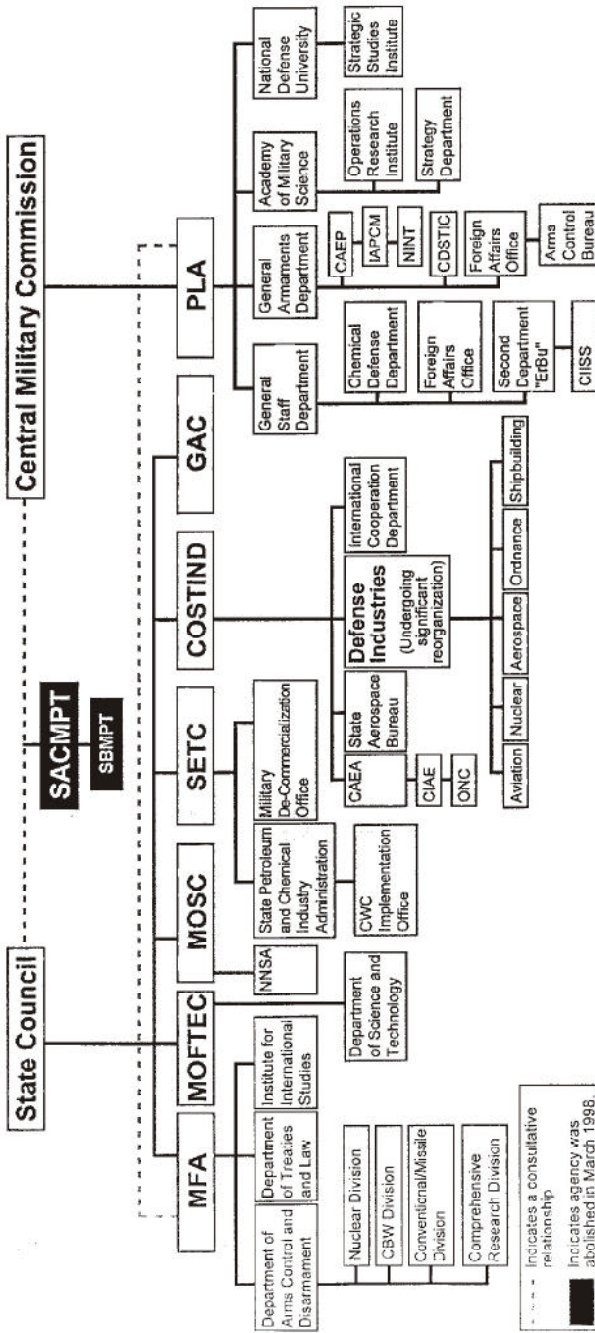 State Council
Central Military Commission
SACMPT
SBMPT
MFA
MOFTEC
MOSC
SETC
COSTIND
GAC
PLA
Department of
Arms Control and
Disarmament
Department
of Treaties
and Law
Institute for
International
Studies
Nuclear Division
CBW Division
Conventional/Missile
Division
Comprehensive
Research Division
Department
of Science and
Technology
NNSA
State Petroleum
and Chemical
Industry
Administration
Military
De-Commercialization
Office
CWC
Implementation
Office
CAEA
State
Aerospace
Bureau
Defense
Industries
(Undergoing
significant
reorganization)
International
Cooperation
Department
CIAE
ONC
Aviation
Nuclear
Aerospace
Ordnance
Shipbuilding
General
Staff
Department
General
Armaments
Department
Academy
of Military
Science
National
Defense
University
Chemical
Defense
Department
Foreign
Affairs
Office
Second
Department
"ErBu"
CIISS
CAEP
IAPCM
NINT
CDSTIC
Foreign
Affairs
Office
Arms
Control
Bureau
Operations
Research
Institute
Strategy
Department
Strategic
Studies
Institute
Indicates a consultative
relationship
Indicates agency was
abolished in March 1998.